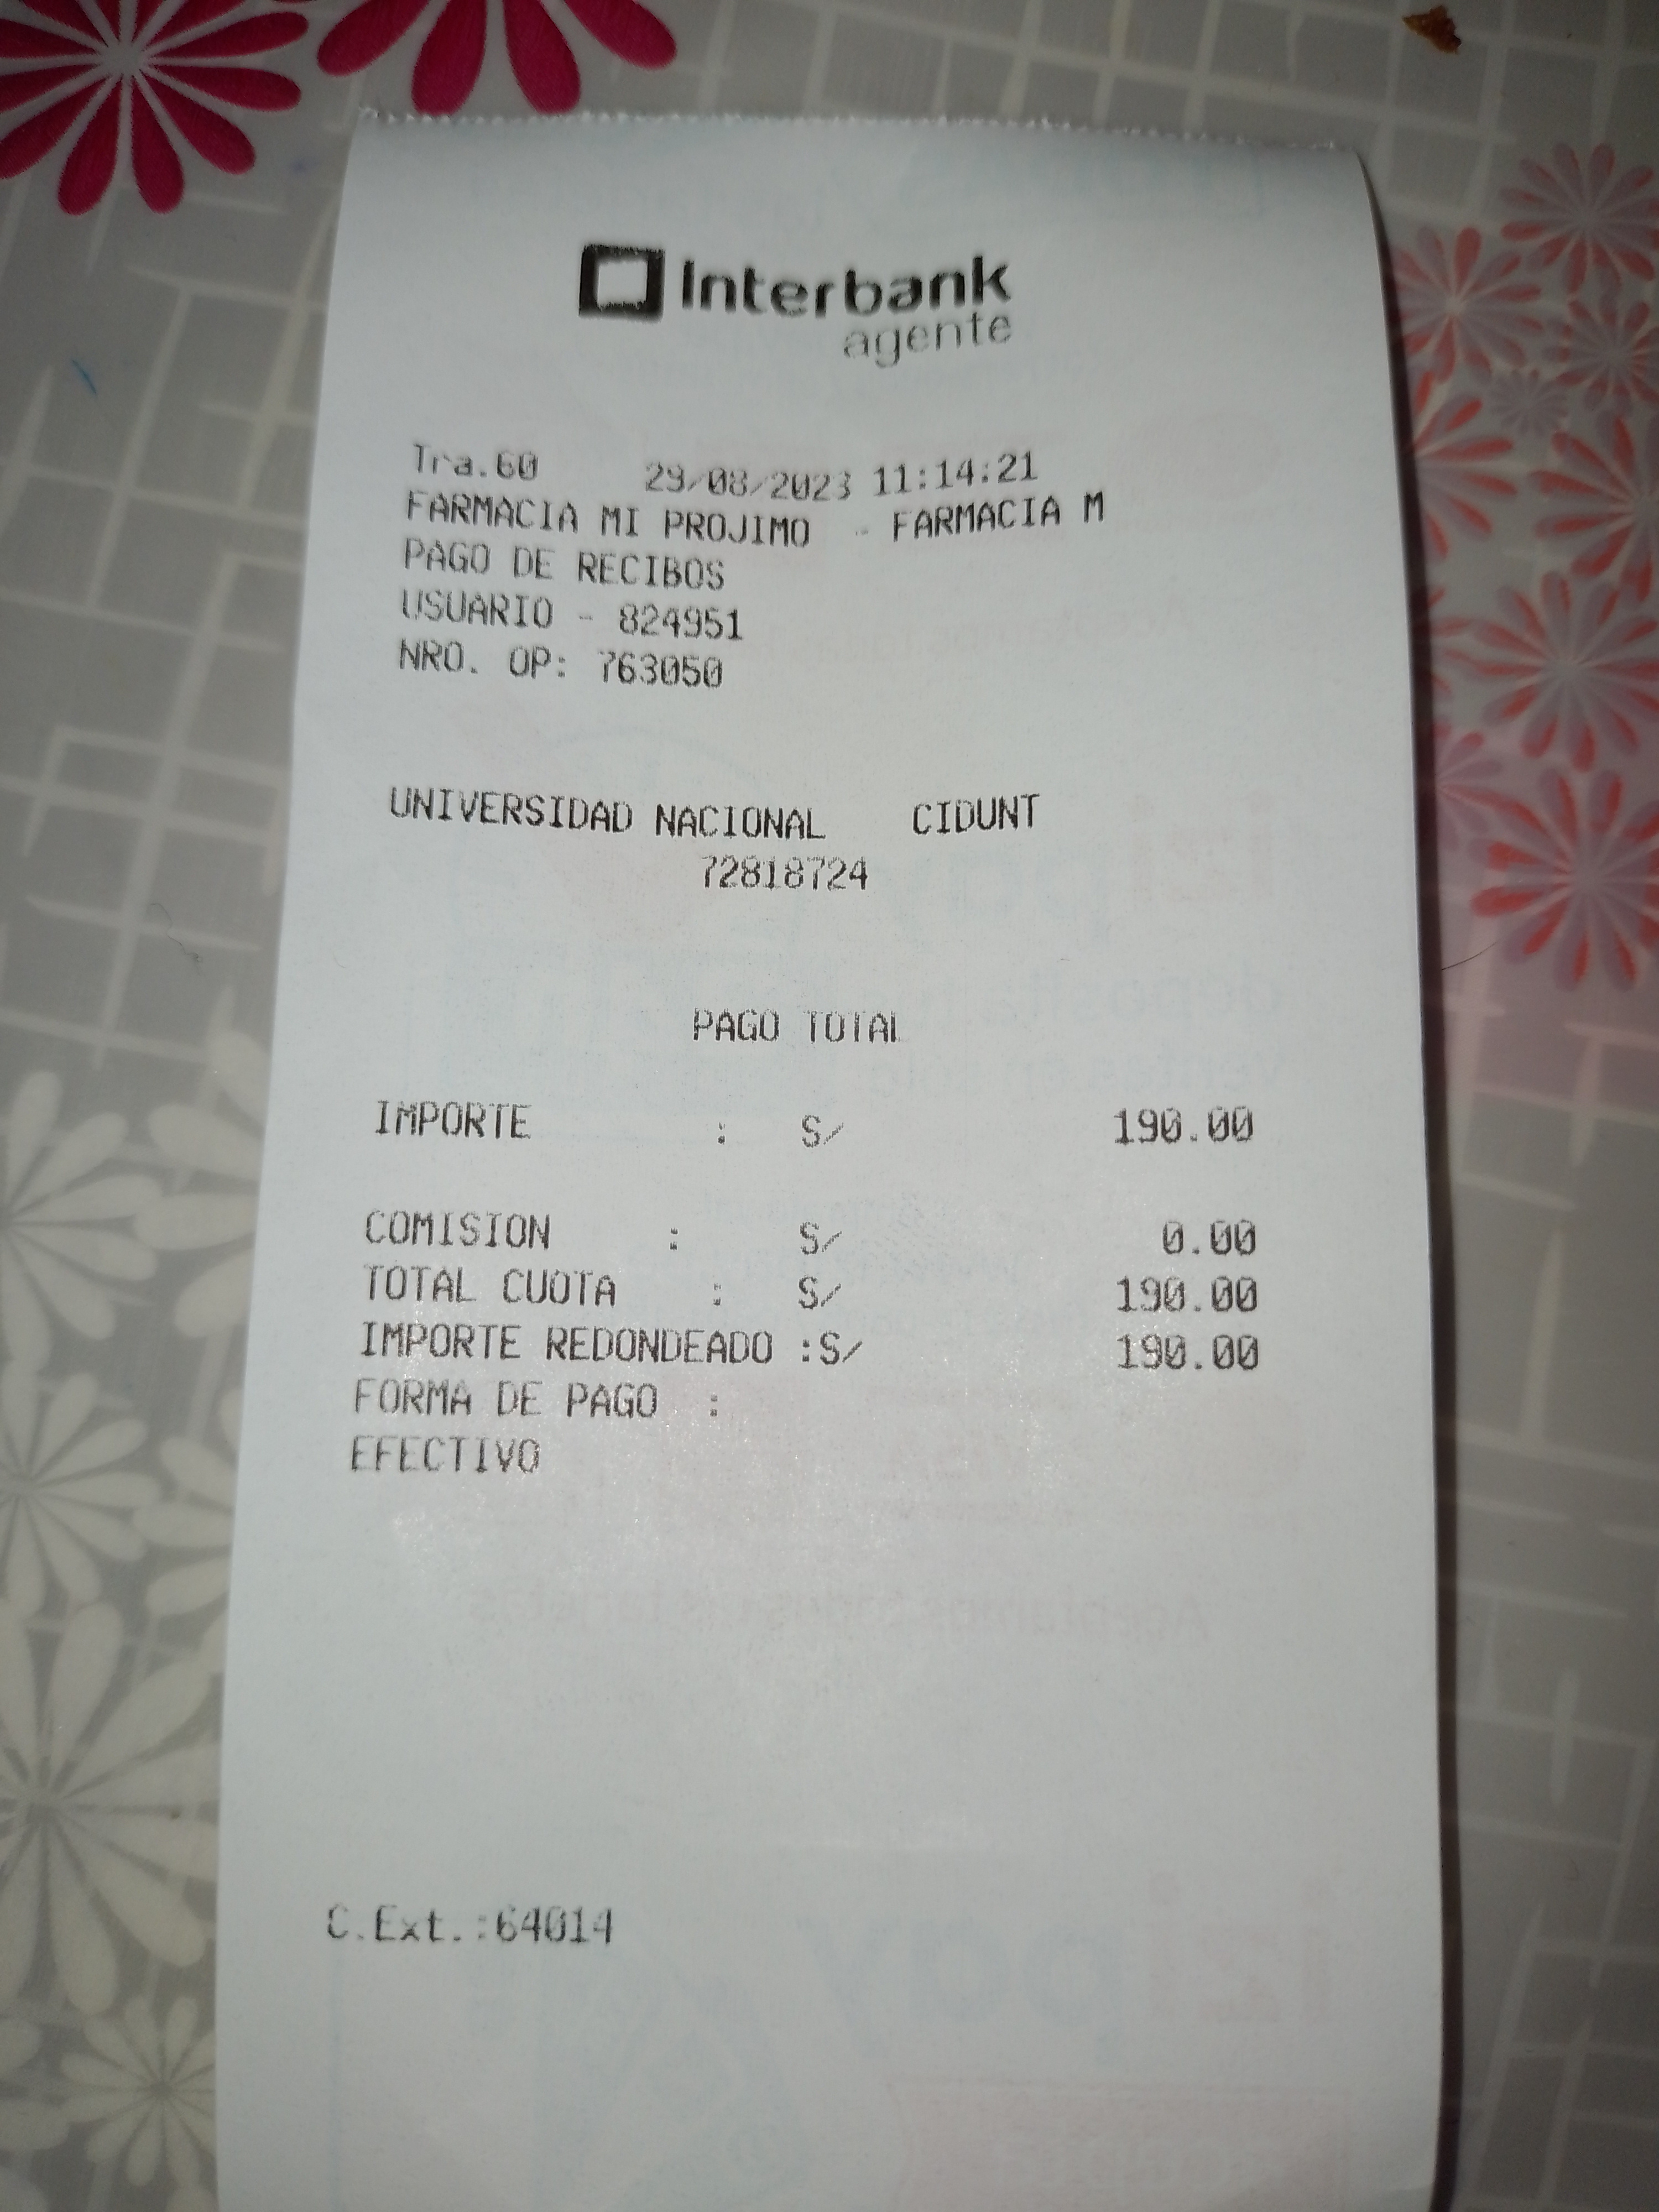 Interbank
agente
Tra.60 29/08/2023 11:14:21
FARMACIA MI PROJIMO - FARMACIA M
PAGO DE RECIBOS
USUARIO - 824951
NRO. OP: 763050
UNIVERSIDAD NACIONAL CIDUNT
72818724
PAGO TOTAL
IMPORTE : S/ 190.00
COMISION : S/ 0.00
TOTAL CUOTA : S/ 190.00
IMPORTE REDONDEADO :S/ 190.00
FORMA DE PAGO :
EFECTIVO
C.Ext.:64014